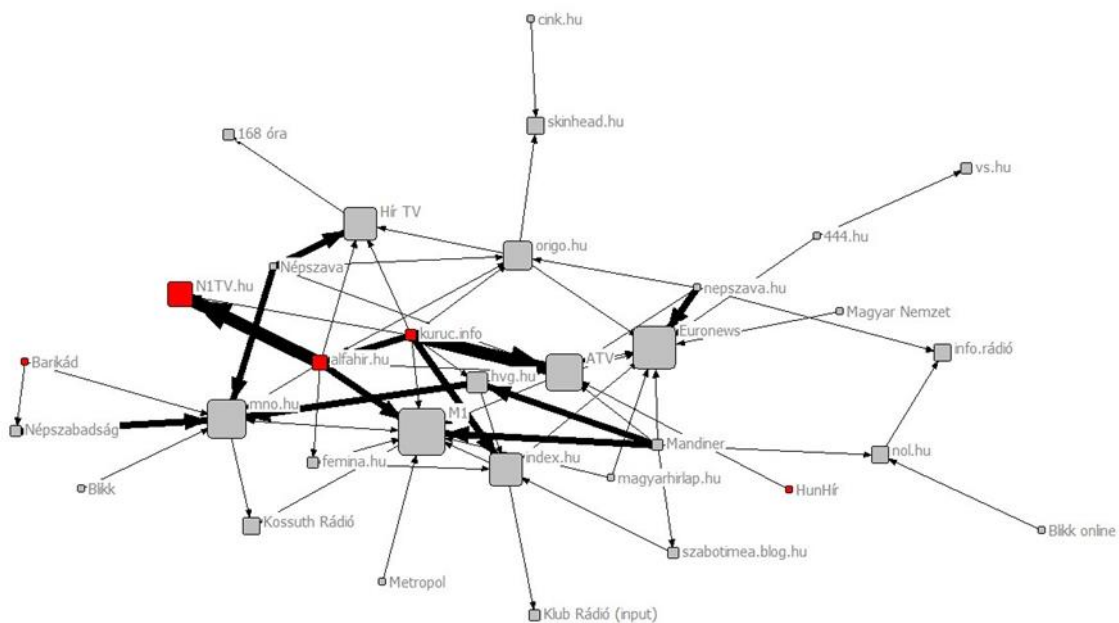 cink.hu
skinhead.hu
168 óra
vs.hu
Hír TV
444.hu
origo.hu
Népszava
nepszava.hu
N1TV.hu
Magyar Nemzet
kuruc.info
Euronews
info.rádió
alfahir.hu
ATV
Barikád
hvg.hu
mno.hu
M1
Népszabadság
Mandiner
nol.hu
index.hu
femina.hu
magyarhirlap.hu
Blikk
HunHír
Kossuth Rádió
Blikk online
szabotimea.blog.hu
Metropol
Klub Rádió (input)